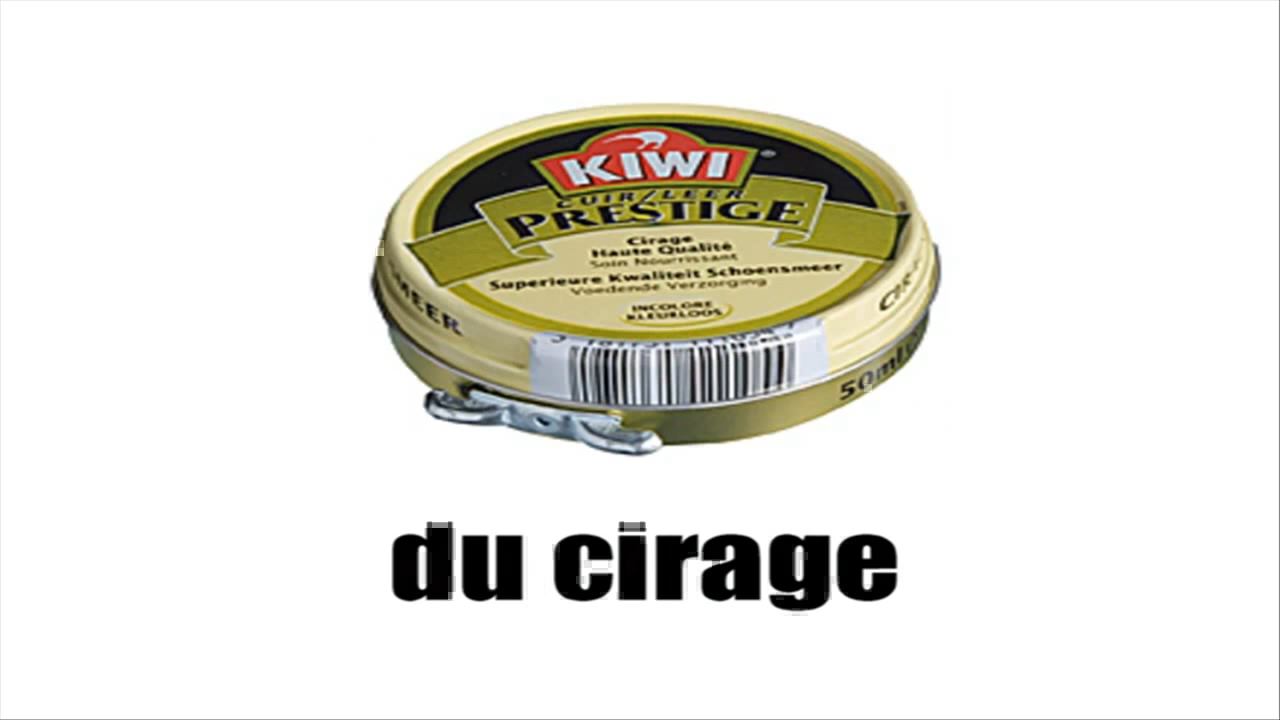 KIWI
CUIR/LEER
PRESTIGE
Cirage
Haute Qualité
Soin Nourrissant
Superieure Kwaliteit Schoensmeer
Voedende Verzorging
INCOLORE
KLEURLOOS
50ml
du cirage